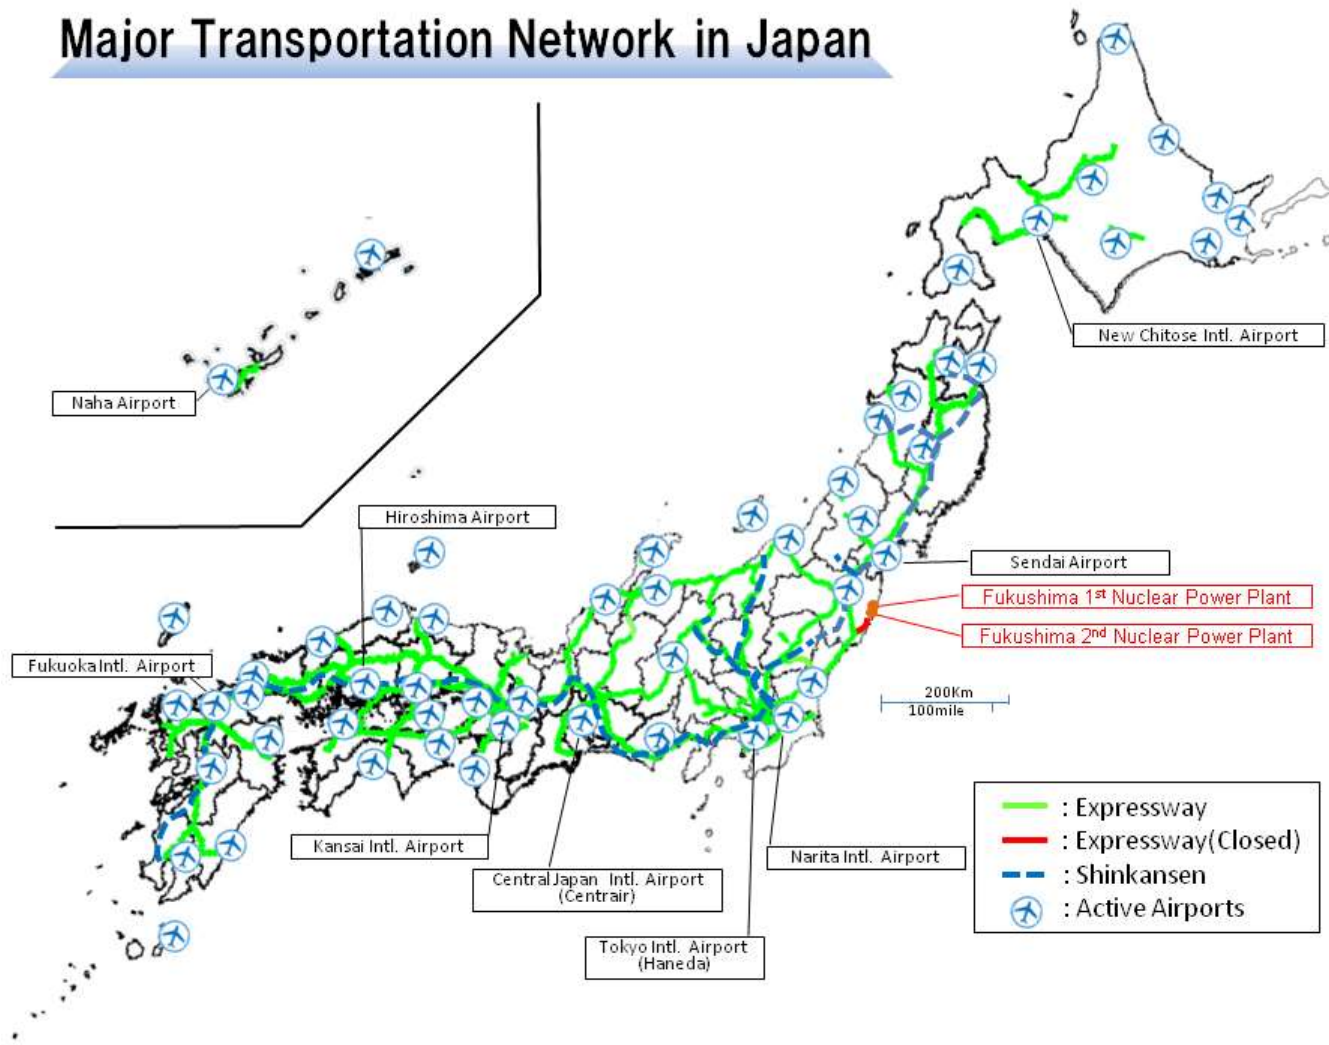 Major Transportation Network in Japan
New Chitose Intl. Airport
Naha Airport
Hiroshima Airport
Sendai Airport
Fukushima 1st Nuclear Power Plant
Fukushima 2nd Nuclear Power Plant
Fukuoka Intl. Airport
200Km
100mile
Kansai Intl. Airport
Central Japan Intl. Airport
(Centrair)
Narita Intl. Airport
Tokyo Intl. Airport
(Haneda)
: Expressway
: Expressway(Closed)
: Shinkansen
: Active Airports